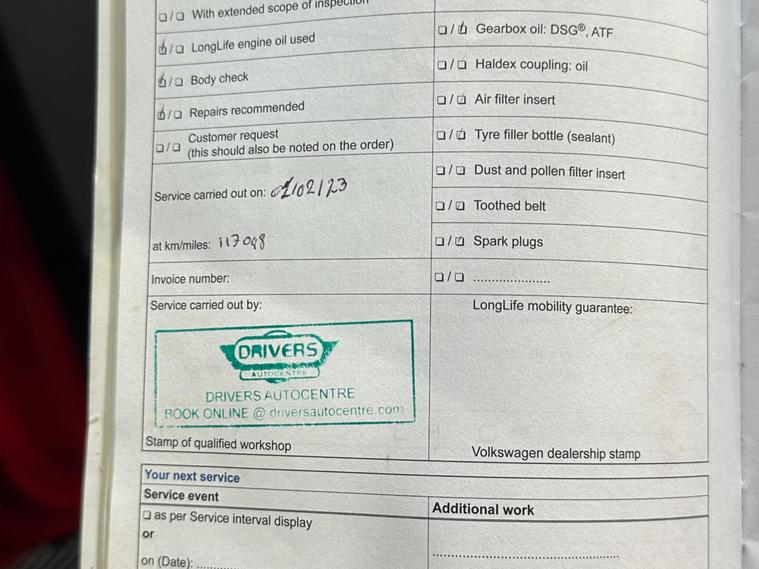 With extended scope of inspection
LongLife engine oil used
Body check
Repairs recommended
Customer request
(this should also be noted on the order)
Service carried out on: 02/02/23
at km/miles: 117098
Invoice number:
Service carried out by:
DRIVERS
AUTOCENTRE
DRIVERS AUTOCENTRE
BOOK ONLINE @ driversautocentre.com
Stamp of qualified workshop
Gearbox oil: DSG®, ATF
Haldex coupling: oil
Air filter insert
Tyre filler bottle (sealant)
Dust and pollen filter insert
Toothed belt
Spark plugs
LongLife mobility guarantee:
Volkswagen dealership stamp
Your next service
Service event
as per Service interval display
or
on (Date):
Additional work